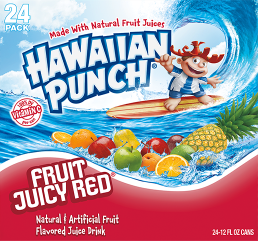 24
PACK
Made With Natural Fruit Juices
HAWAIIAN
PUNCH®
VITAMIN C
FRUIT
JUICY RED®
Natural & Artificial Fruit
Flavored Juice Drink
24-12 FL OZ CANS